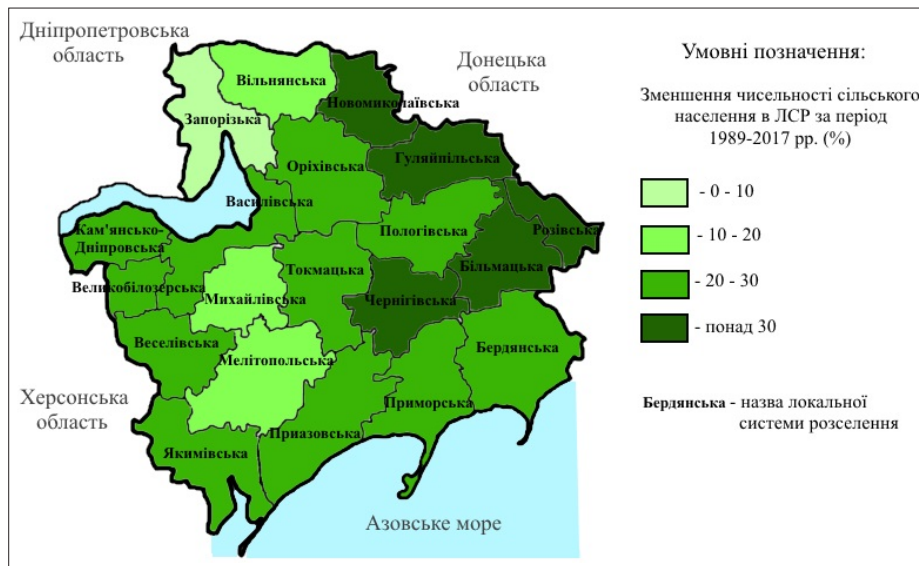 Дніпропетровська
область
Донецька
область
Вільнянська
Новомиколаївська
Запорізька
Гуляйпільська
Оріхівська
Василівська
Кам'янсько-
Дніпровська
Пологівська
Розівська
Більмацька
Токмацька
Великобілозерська
Михайлівська
Чернігівська
Веселівська
Мелітопольська
Бердянська
Херсонська
область
Приморська
Приазовська
Якимівська
Азовське море
Умовні позначення:
Зменшення чисельності сільського
населення в ЛСР за період
1989-2017 рр. (%)
- 0 - 10
- 10 - 20
- 20 - 30
- понад 30
Бердянська - назва локальної
системи розселення